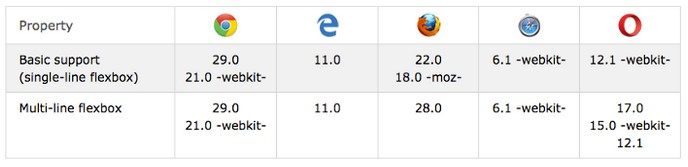 Property
Basic support 29.0 11.0 22.0 6.1 -webkit- 12.1 -webkit-
(single-line flexbox) 21.0 -webkit- 18.0 -moz-
Multi-line flexbox 29.0 11.0 28.0 6.1 -webkit- 17.0
21.0 -webkit- 15.0 -webkit-
12.1